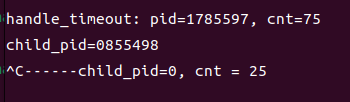 handle_timeout: pid=1785597, cnt=75
child_pid=0855498
^C------child_pid=0, cnt = 25